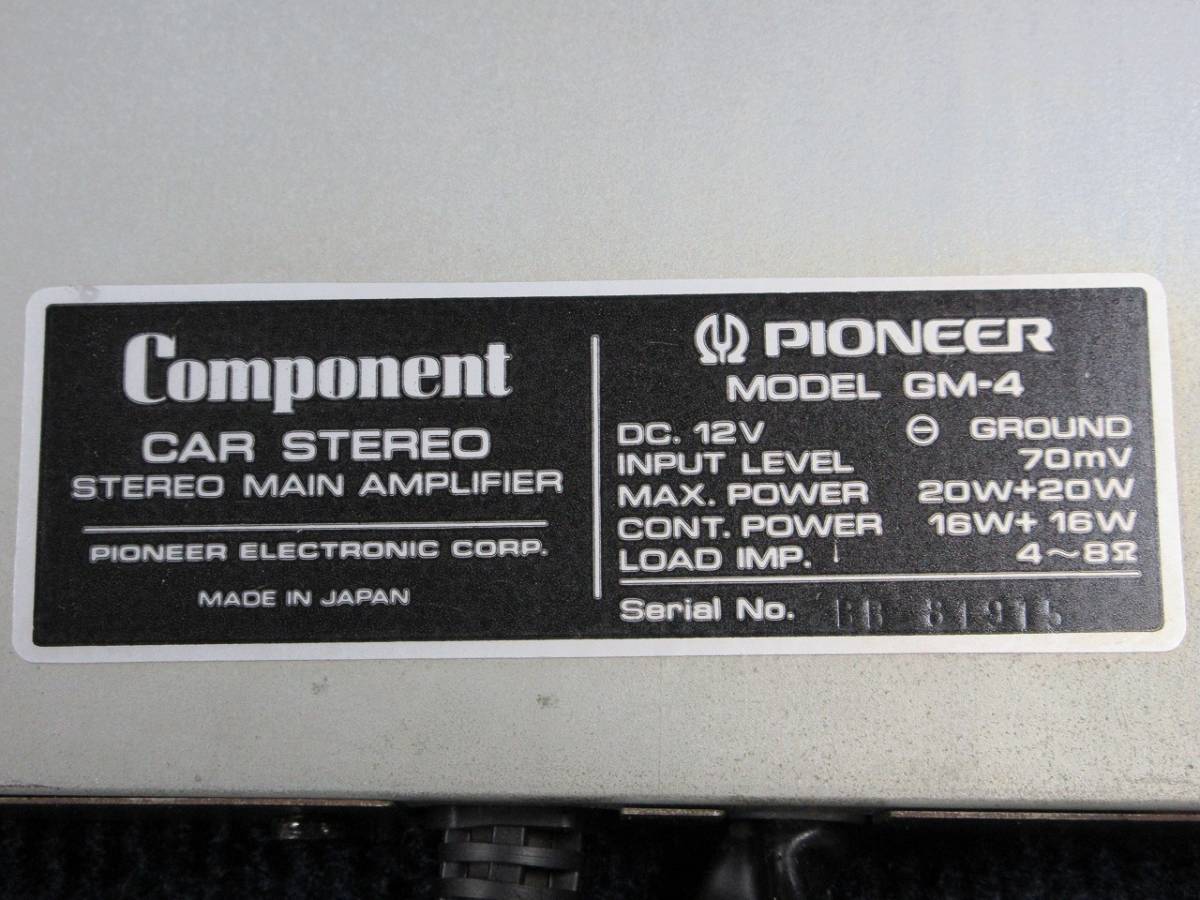 Component
CAR STEREO
STEREO MAIN AMPLIFIER
PIONEER ELECTRONIC CORP.
MADE IN JAPAN
PIONEER
MODEL GM-4
DC. 12V ⊖ GROUND
INPUT LEVEL 70mV
MAX. POWER 20W+20W
CONT. POWER 16W+ 16W
LOAD IMP. 4~8Ω
Serial No. 81915